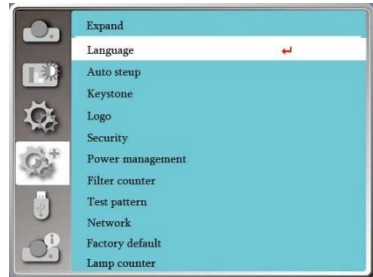 Expand
Language
Auto steup
Keystone
Logo
Security
Power management
Filter counter
Test pattern
Network
Factory default
Lamp counter